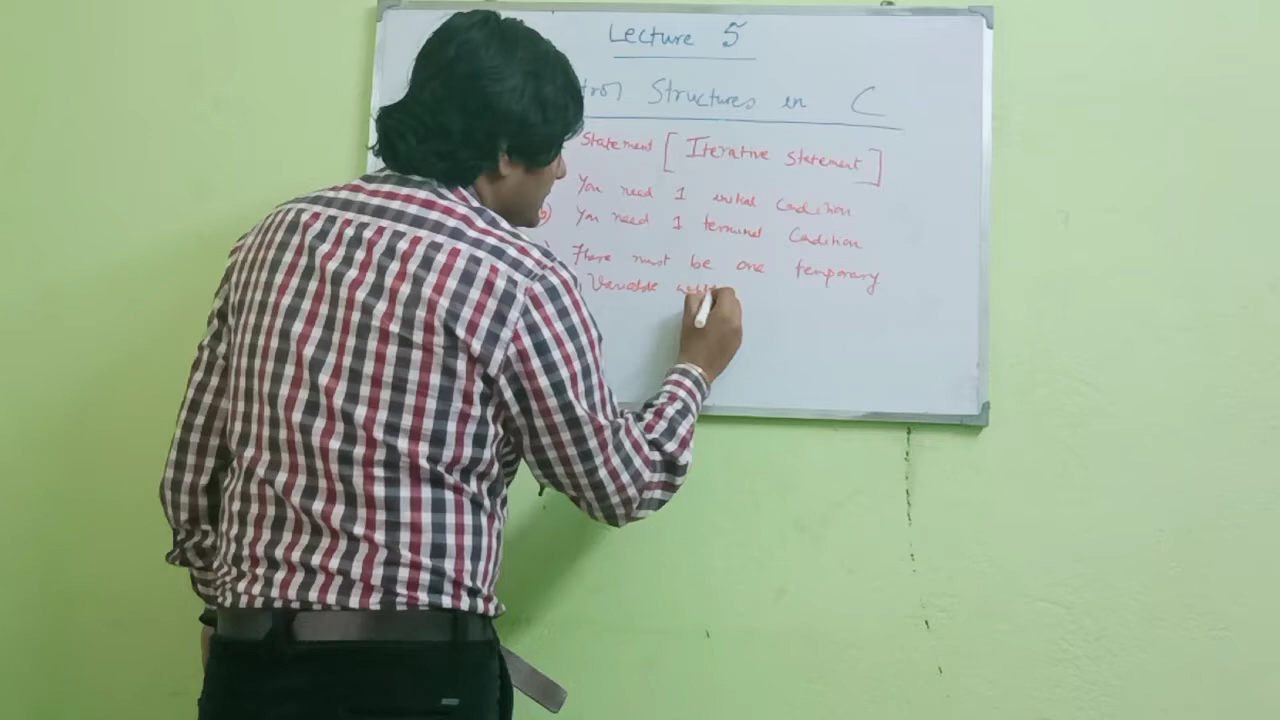 Lecture 5
trol Structures in C
Statement [ Iterative statement ]
You need 1 initial Condition
b) You need 1 terminal Condition
) There must be one temporary
Variable